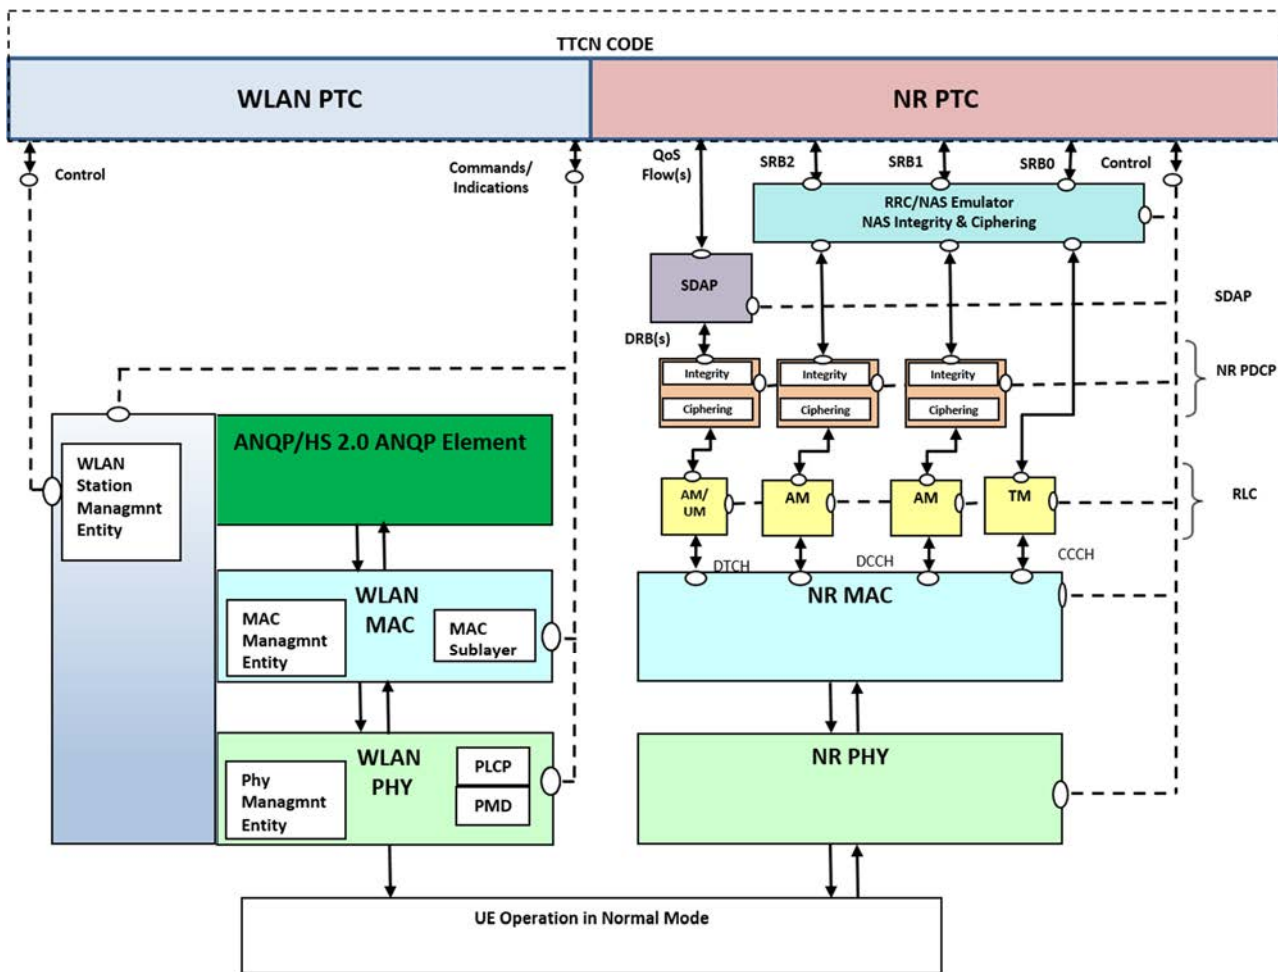 TTCN CODE
WLAN PTC
NR PTC
Control
Commands/
Indications
QoS
Flow(s)
SRB2
SRB1
SRB0
Control
RRC/NAS Emulator
NAS Integrity & Ciphering
SDAP
SDAP
DRB(s)
Integrity
Ciphering
Integrity
Ciphering
Integrity
Ciphering
NR PDCP
ANQP/HS 2.0 ANQP Element
WLAN
Station
Managmnt
Entity
AM/
UM
AM
AM
TM
RLC
DTCH
DCCH
CCCH
WLAN
MAC
MAC
Managmnt
Entity
MAC
Sublayer
NR MAC
WLAN
PHY
Phy
Managmnt
Entity
PLCP
PMD
NR PHY
UE Operation in Normal Mode